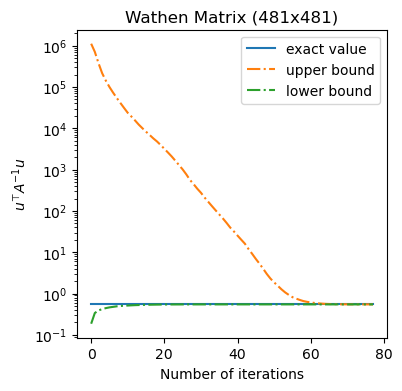 Wathen Matrix (481x481)
exact value
upper bound
lower bound
10⁶
10⁵
10⁴
10³
10²
10¹
10⁰
10⁻¹
u⊤A⁻¹u
0 20 40 60 80
Number of iterations